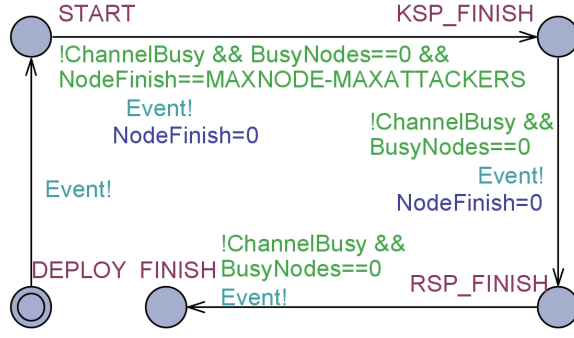 START
KSP_FINISH
!ChannelBusy && BusyNodes==0 &&
NodeFinish==MAXNODE-MAXATTACKERS
Event!
NodeFinish=0
!ChannelBusy &&
BusyNodes==0
Event!
NodeFinish=0
Event!
!ChannelBusy &&
BusyNodes==0
Event!
DEPLOY
FINISH
RSP_FINISH